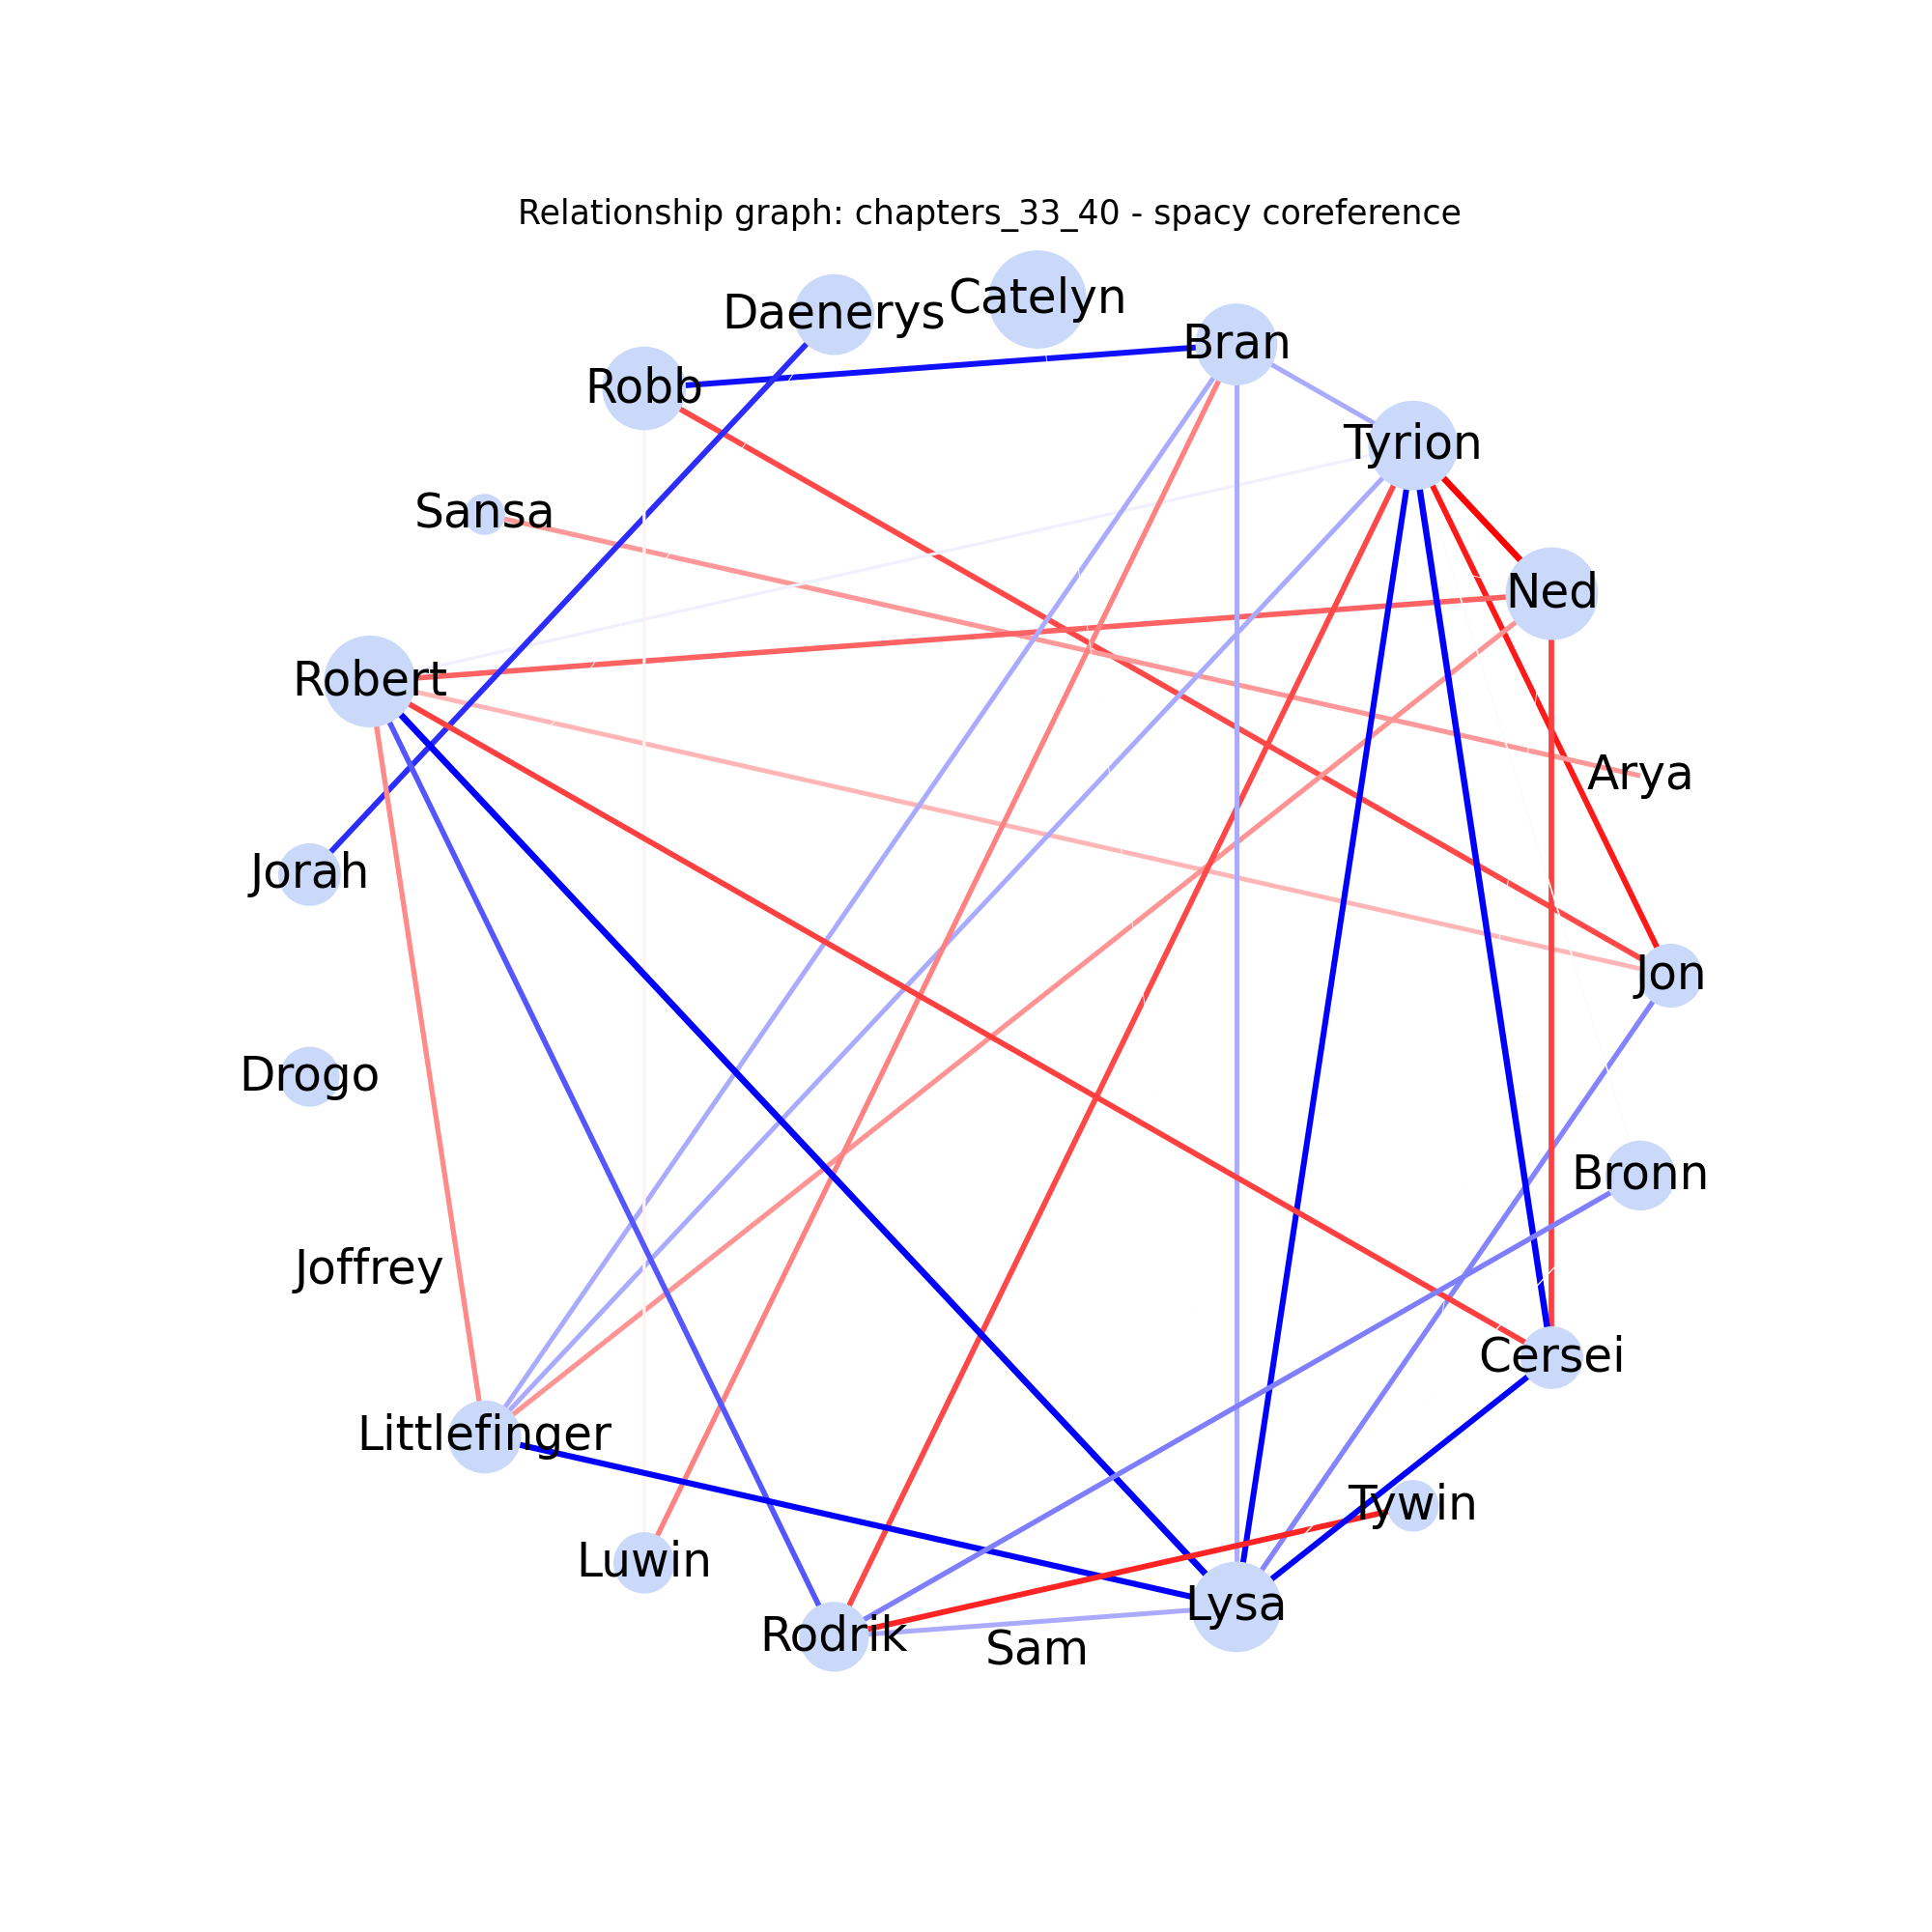 Relationship graph: chapters_33_40 - spacy coreference
Catelyn
Daenerys
Bran
Robb
Tyrion
Sansa
Ned
Robert
Arya
Jorah
Jon
Drogo
Bronn
Joffrey
Cersei
Littlefinger
Tywin
Luwin
Lysa
Rodrik
Sam